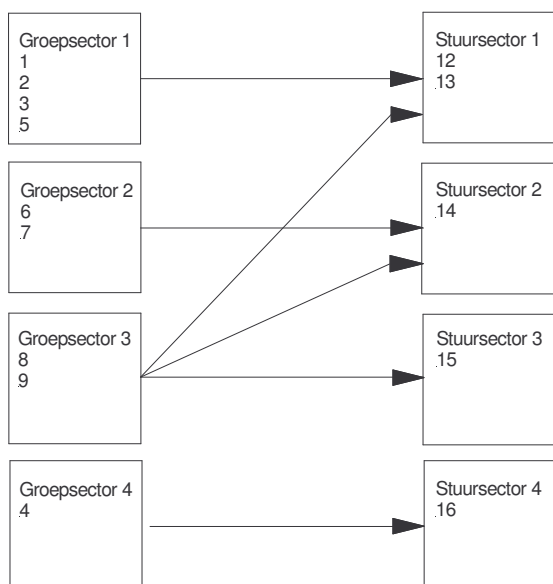 Groepsector 1
1
2
3
5
Stuursector 1
12
13
Groepsector 2
6
7
Stuursector 2
14
Groepsector 3
8
9
Stuursector 3
15
Groepsector 4
4
Stuursector 4
16